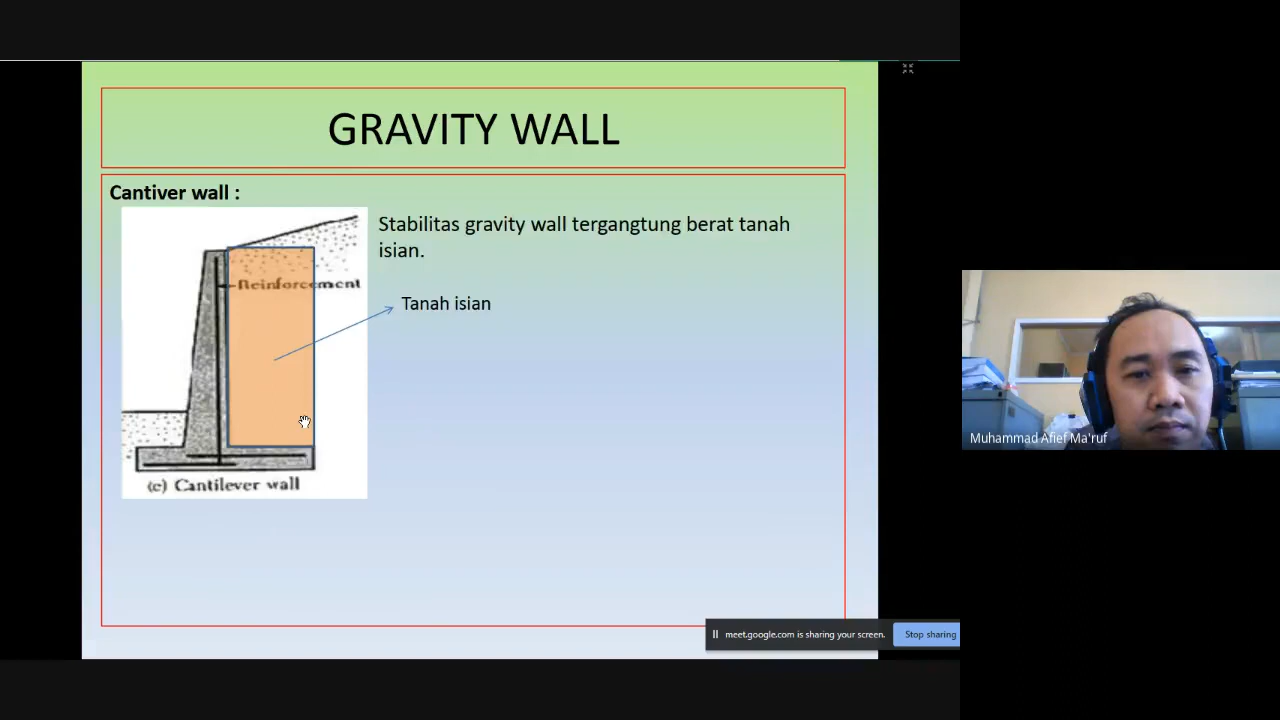 GRAVITY WALL
Cantiver wall :
Stabilitas gravity wall tergangtung berat tanah
isian.
Reinforcement
Tanah isian
(e) Cantilever wall
Muhammad Afief Ma'ruf
meet.google.com is sharing your screen.
Stop sharing